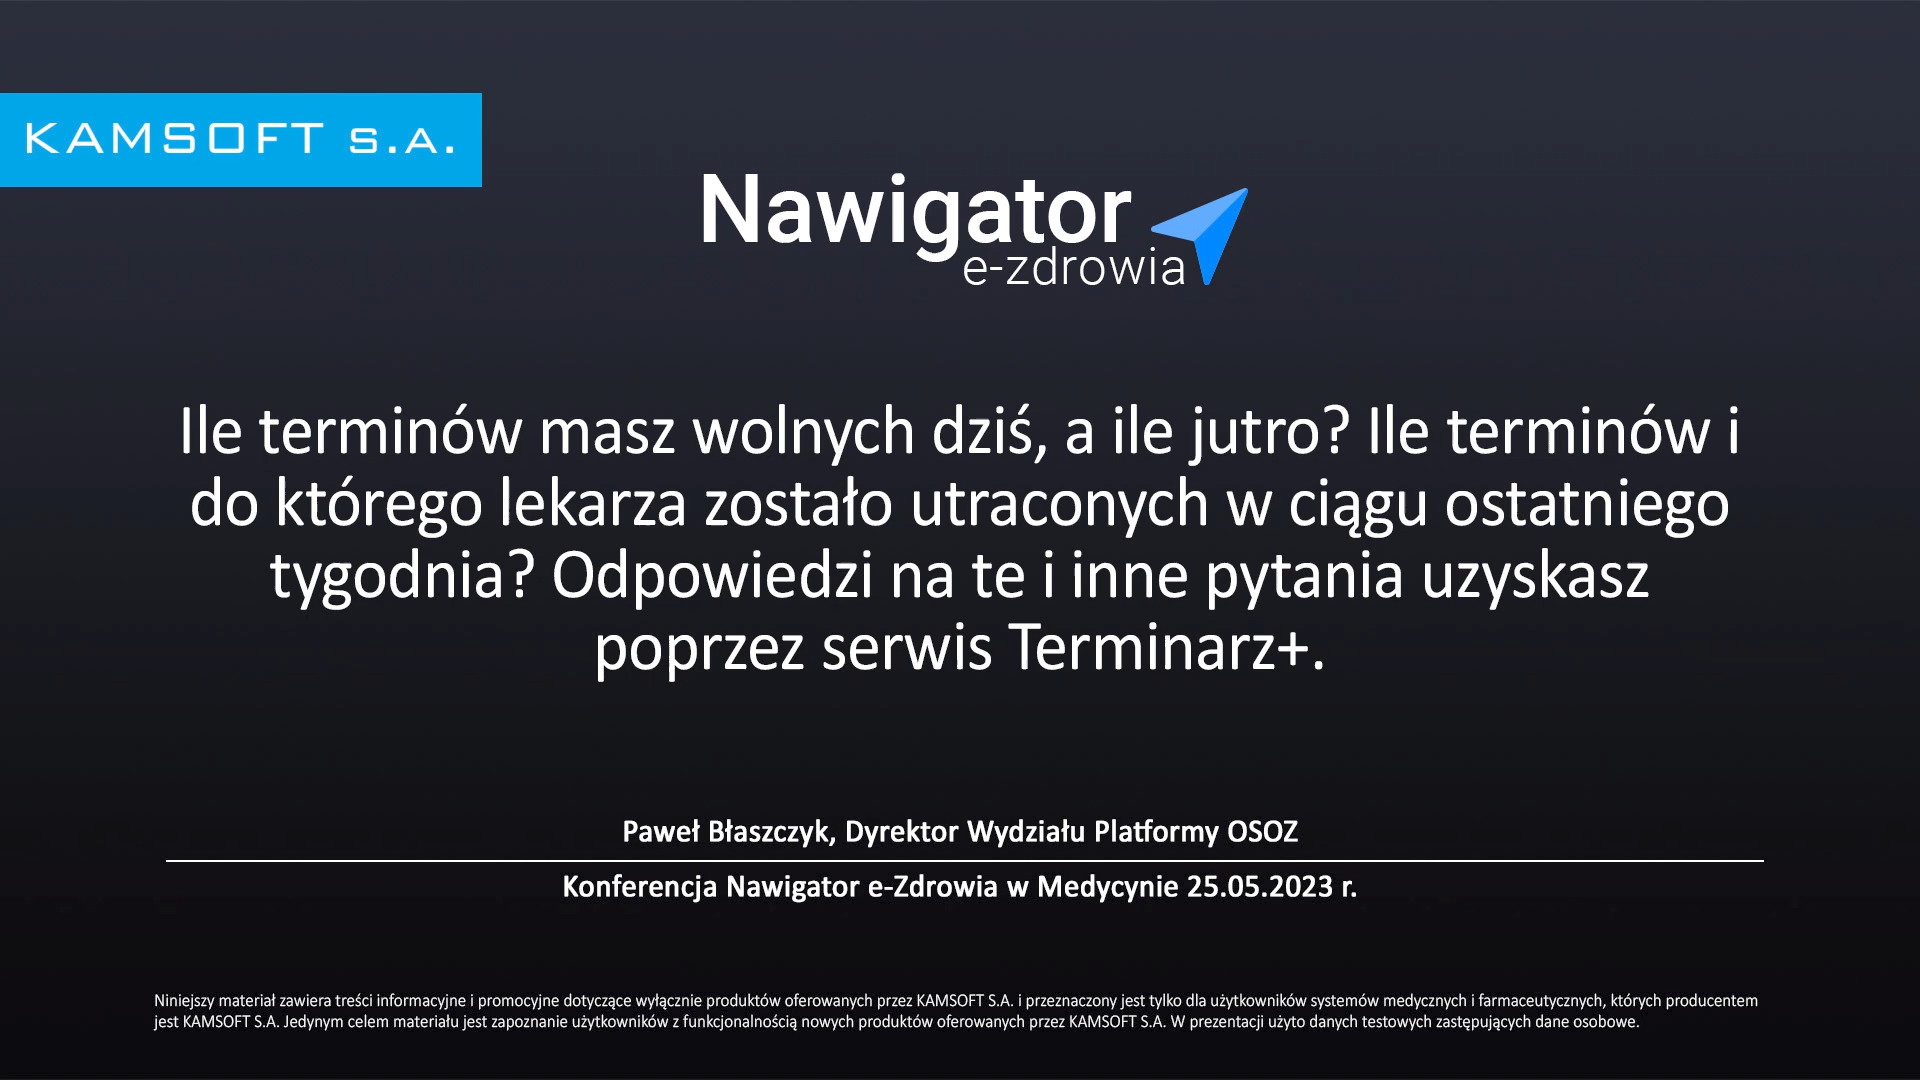 KAMSOFT S.A.
Nawigator
e-zdrowia
Ile terminów masz wolnych dziś, a ile jutro? Ile terminów i
do którego lekarza zostało utraconych w ciągu ostatniego
tygodnia? Odpowiedzi na te i inne pytania uzyskasz
poprzez serwis Terminarz+.
Paweł Błaszczyk, Dyrektor Wydziału Platformy OSOZ
Konferencja Nawigator e-Zdrowia w Medycynie 25.05.2023 r.
Niniejszy materiał zawiera treści informacyjne i promocyjne dotyczące wyłącznie produktów oferowanych przez KAMSOFT S.A. i przeznaczony jest tylko dla użytkowników systemów medycznych i farmaceutycznych, których producentem
jest KAMSOFT S.A. Jedynym celem materiału jest zapoznanie użytkowników z funkcjonalnością nowych produktów oferowanych przez KAMSOFT S.A. W prezentacji użyto danych testowych zastępujących dane osobowe.